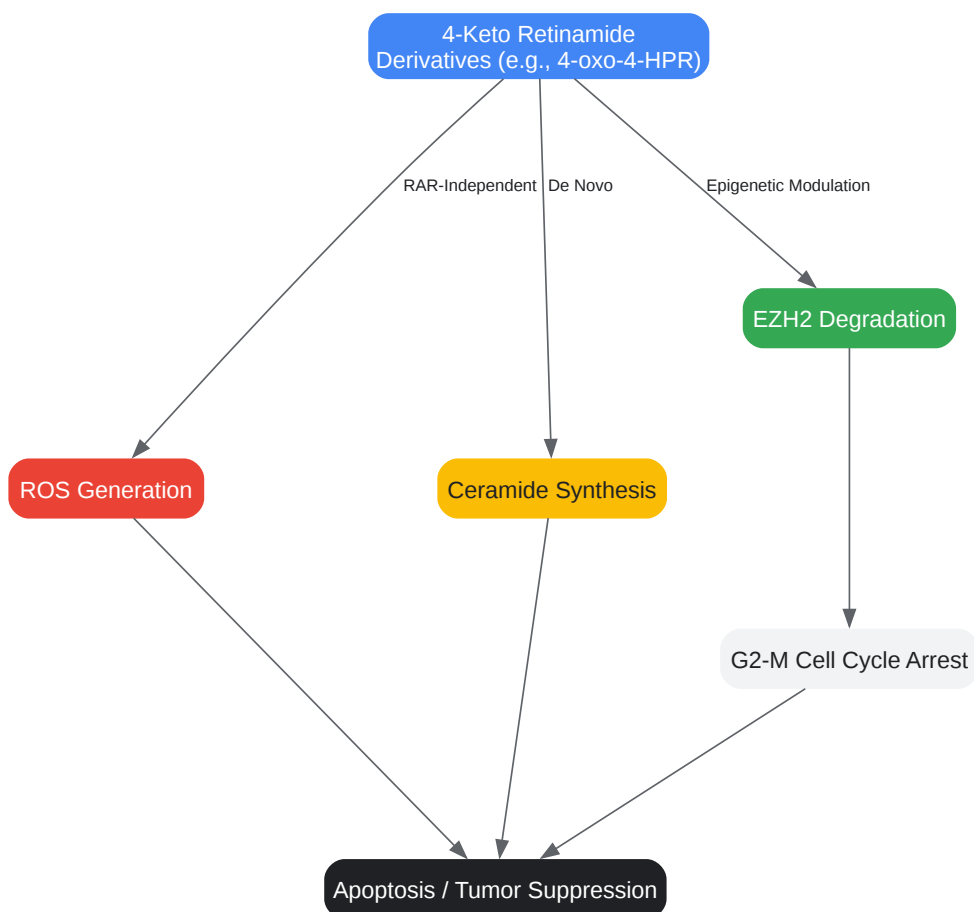 4-Keto Retinamide
Derivatives (e.g., 4-oxo-4-HPR)
RAR-Independent
De Novo
Epigenetic Modulation
EZH2 Degradation
ROS Generation
Ceramide Synthesis
G2-M Cell Cycle Arrest
Apoptosis / Tumor Suppression